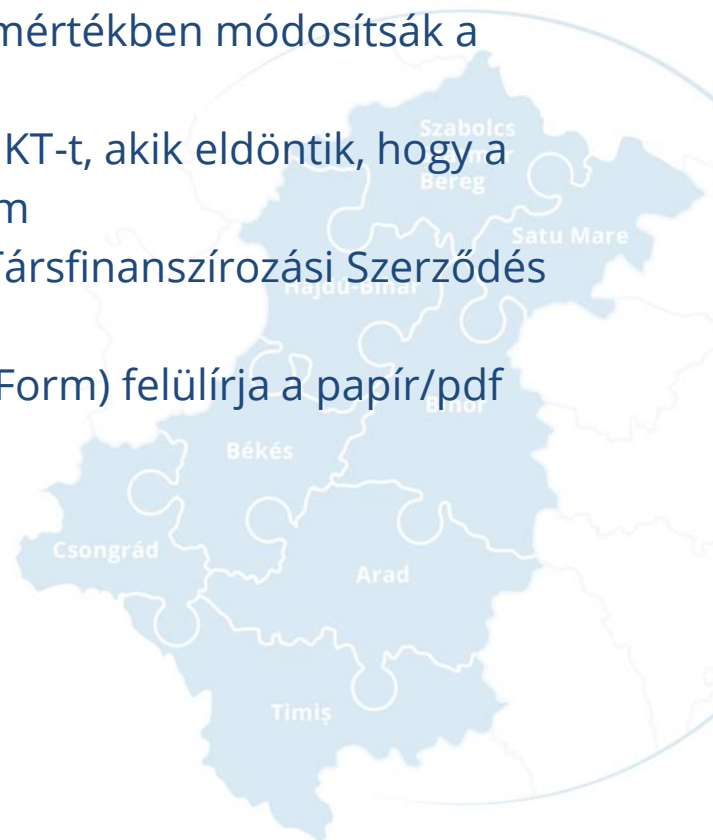 mértékben módosítsák a
KT-t, akik eldöntik, hogy a
m
Társfinanszírozási Szerződés
Form) felülírja a papír/pdf
Szabolcs
Bereg
Satu Mare
Hajdú-Bihar
Bihor
Békés
Csongrád
Arad
Timiş